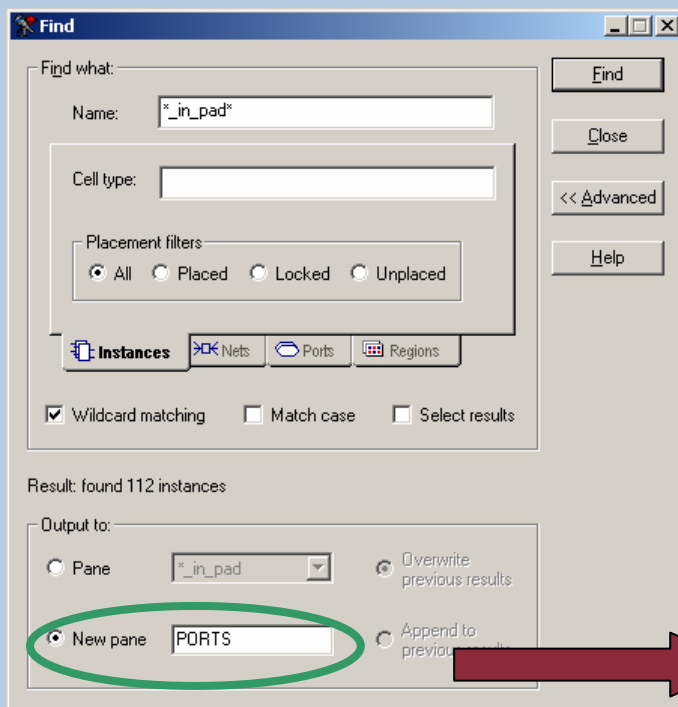 Find
Find what:
Find
Name: *_in_pad*
Close
Cell type:
<< Advanced
Placement filters
All Placed Locked Unplaced
Help
Instances Nets Ports Regions
Wildcard matching Match case Select results
Result: found 112 instances
Output to:
Pane *_in_pad Overwrite
previous results
New pane PORTS Append to
previous results